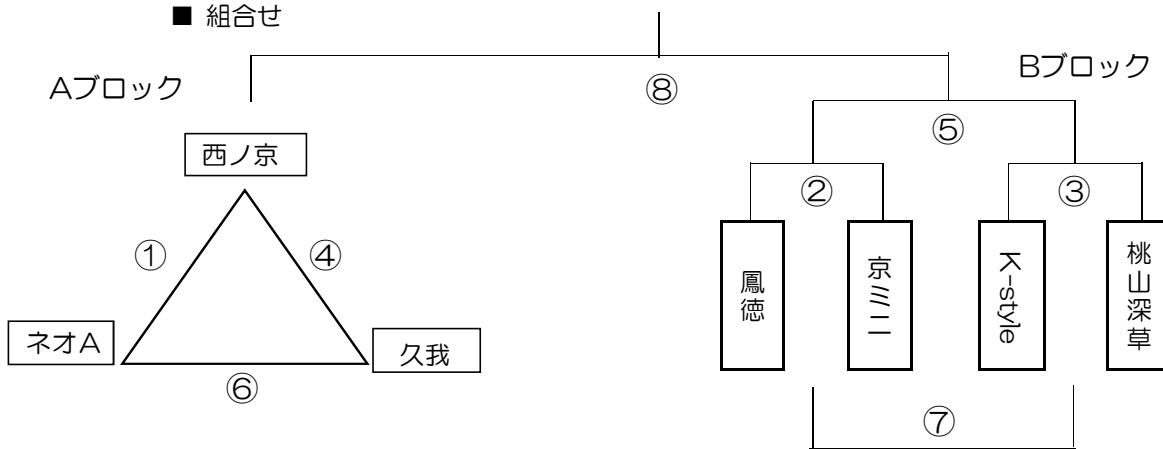 ■ 組合せ
Aブロック
Bブロック
⑧
⑤
西ノ京
②
③
①
④
鳳徳
京ミニ
K-style
桃山深草
ネオA
久我
⑥
⑦